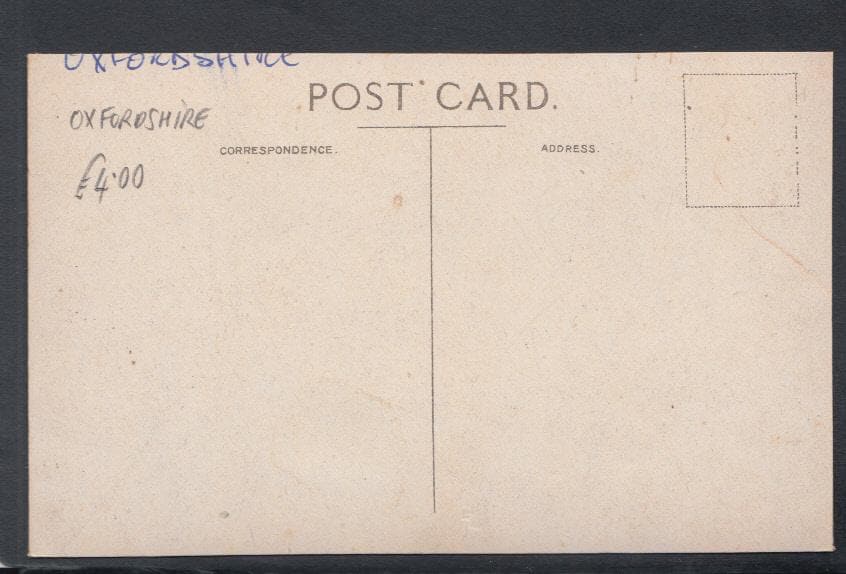 OXFORDSHIRE
POST CARD.
OXFORDSHIRE
CORRESPONDENCE.
ADDRESS.
£4.00